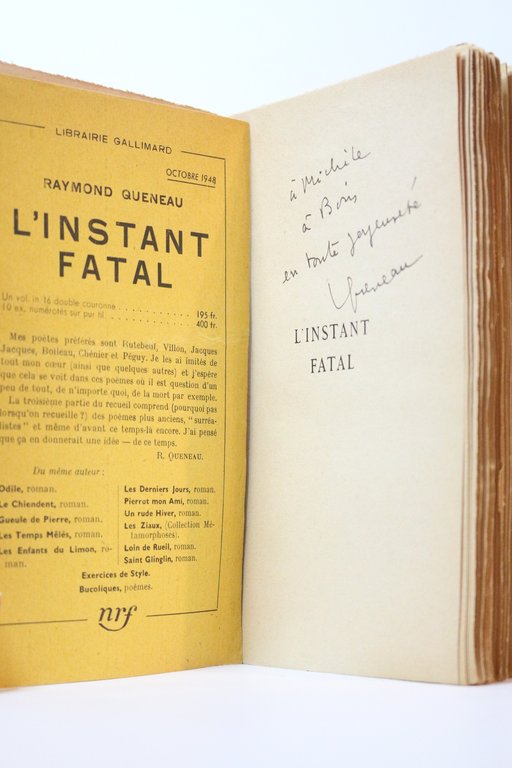 LIBRAIRIE GALLIMARD
OCTOBRE 1948
RAYMOND QUENEAU
L'INSTANT
FATAL
Un vol. in 16 double couronne . . . . . . . . . . . . 195 fr.
10 ex. numérotés sur pur fil. . . . . . . . . . . . . 400 fr.
Mes poètes préférés sont Rutebeuf, Villon, Jacques
Jacques, Boileau, Chénier et Péguy. Je les ai imités de
tout mon cœur (ainsi que quelques autres) et j'espère
que cela se voit dans ces poèmes où il est question d'un
peu de tout, de n'importe quoi, de la mort par exemple.
La troisième partie du recueil comprend (pourquoi pas
lorsqu'on recueille ?) des poèmes plus anciens, "surréa-
listes" et même d'avant ce temps-là encore. J'ai pensé
que ça en donnerait une idée — de ce temps.
R. QUENEAU.
Du même auteur :
Odile, roman.
Le Chiendent, roman.
Gueule de Pierre, roman.
Les Temps Mêlés, roman.
Les Enfants du Limon, ro-
man.
Les Derniers Jours, roman.
Pierrot mon Ami, roman.
Un rude Hiver, roman.
Les Ziaux, (Collection Mé-
tamorphoses).
Loin de Rueil, roman.
Saint Glinglin, roman.
Exercices de Style.
Bucoliques, poèmes.
nrf
à Michèle
à Boris
en toute joyeuseté
Queneau
L'INSTANT
FATAL